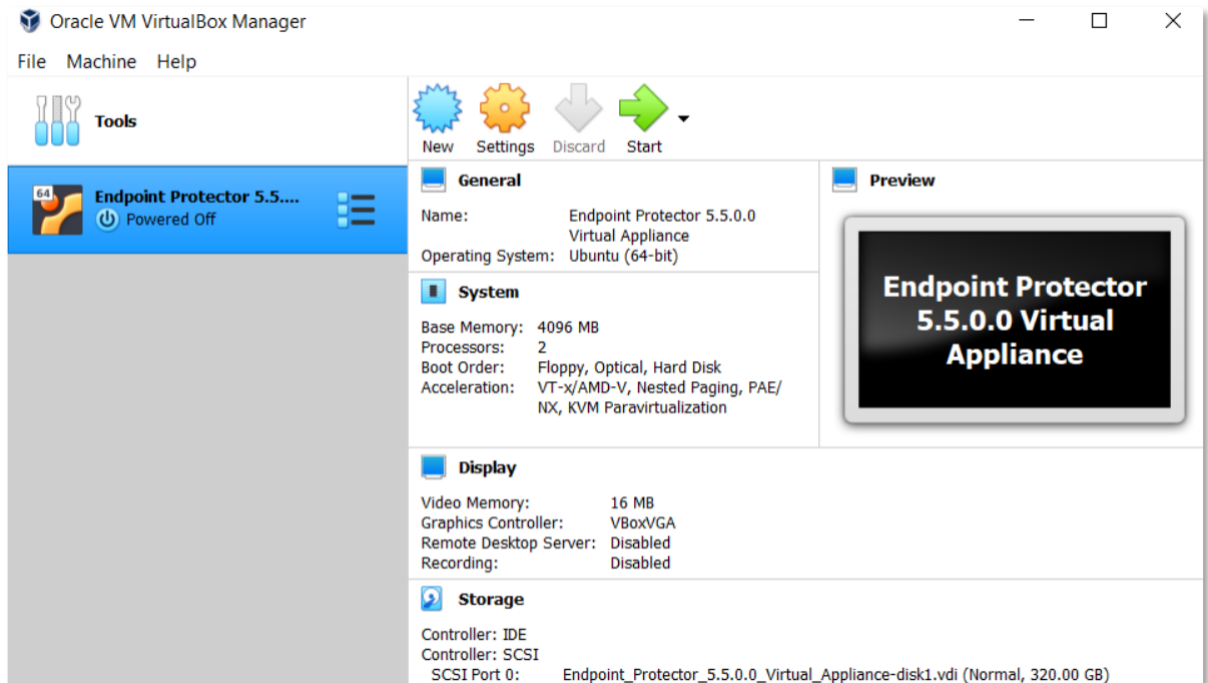 Oracle VM VirtualBox Manager
File Machine Help
Tools
New Settings Discard Start
64
Endpoint Protector 5.5....
Powered Off
General
Name: Endpoint Protector 5.5.0.0
Virtual Appliance
Operating System: Ubuntu (64-bit)
Preview
Endpoint Protector
5.5.0.0 Virtual
Appliance
System
Base Memory: 4096 MB
Processors: 2
Boot Order: Floppy, Optical, Hard Disk
Acceleration: VT-x/AMD-V, Nested Paging, PAE/
NX, KVM Paravirtualization
Display
Video Memory: 16 MB
Graphics Controller: VBoxVGA
Remote Desktop Server: Disabled
Recording: Disabled
Storage
Controller: IDE
Controller: SCSI
SCSI Port 0: Endpoint_Protector_5.5.0.0_Virtual_Appliance-disk1.vdi (Normal, 320.00 GB)